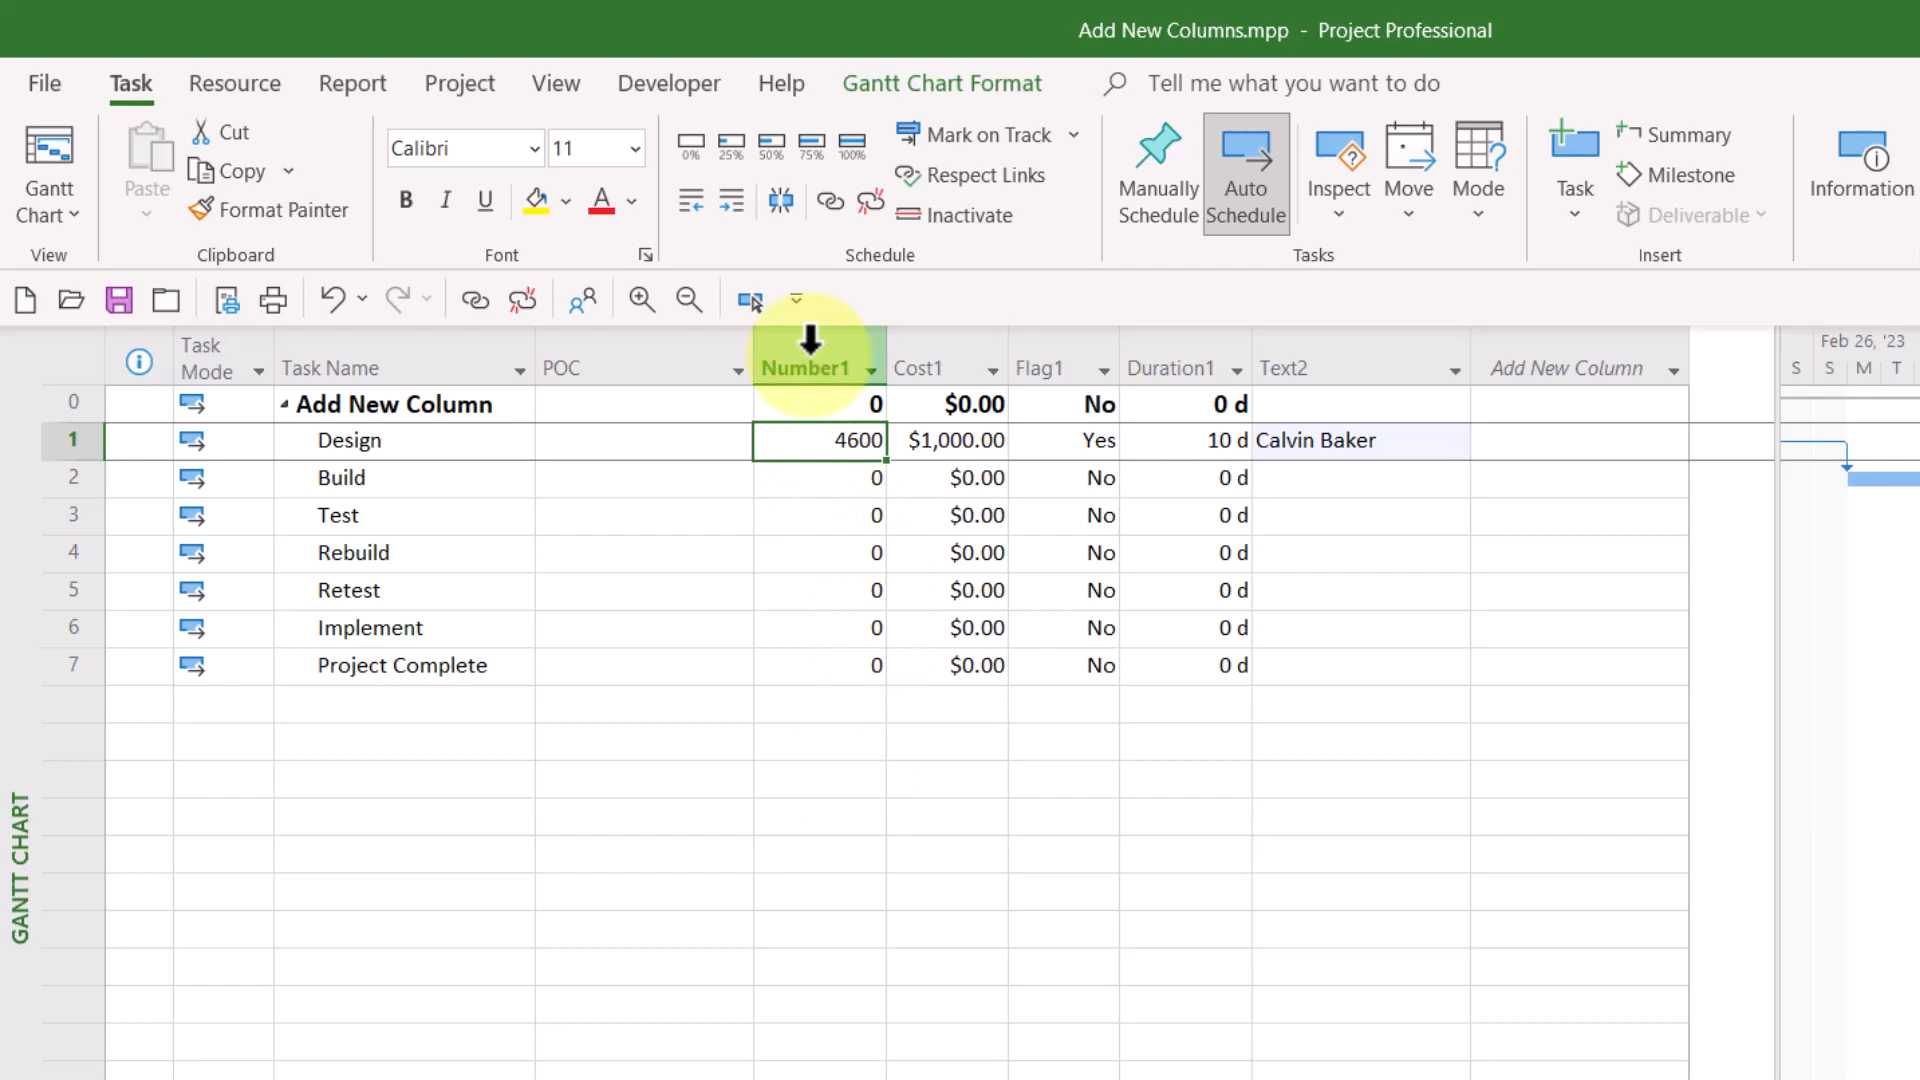 Add New Columns.mpp - Project Professional
File Task Resource Report Project View Developer Help Gantt Chart Format Tell me what you want to do
Gantt
Chart
View
Paste
Cut
Copy
Format Painter
Clipboard
Calibri 11
B I U A
Font
0% 25% 50% 75% 100%
Mark on Track
Respect Links
Inactivate
Schedule
Manually
Schedule
Auto
Schedule
Inspect
Move
Mode
Tasks
Task
Summary
Milestone
Deliverable
Insert
Information
Task
Mode
Task Name POC Number1 Cost1 Flag1 Duration1 Text2 Add New Column
Feb 26, '23
S S M T
0 Add New Column 0 $0.00 No 0 d
1 Design 4600 $1,000.00 Yes 10 d Calvin Baker
2 Build 0 $0.00 No 0 d
3 Test 0 $0.00 No 0 d
4 Rebuild 0 $0.00 No 0 d
5 Retest 0 $0.00 No 0 d
6 Implement 0 $0.00 No 0 d
7 Project Complete 0 $0.00 No 0 d
GANTT CHART